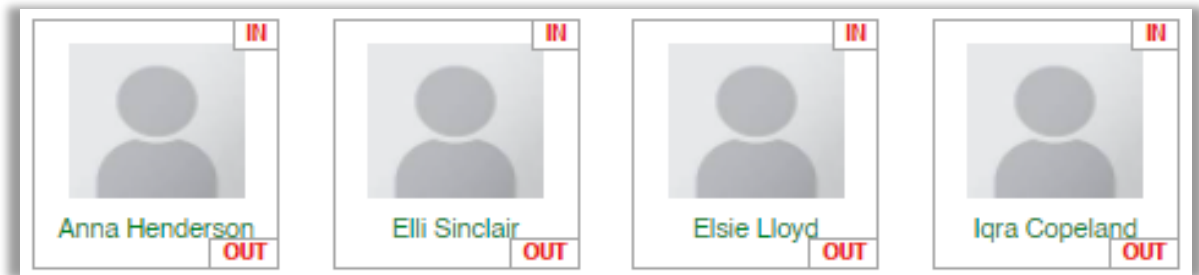 IN IN IN IN
Anna Henderson Elli Sinclair Elsie Lloyd Iqra Copeland
OUT OUT OUT OUT